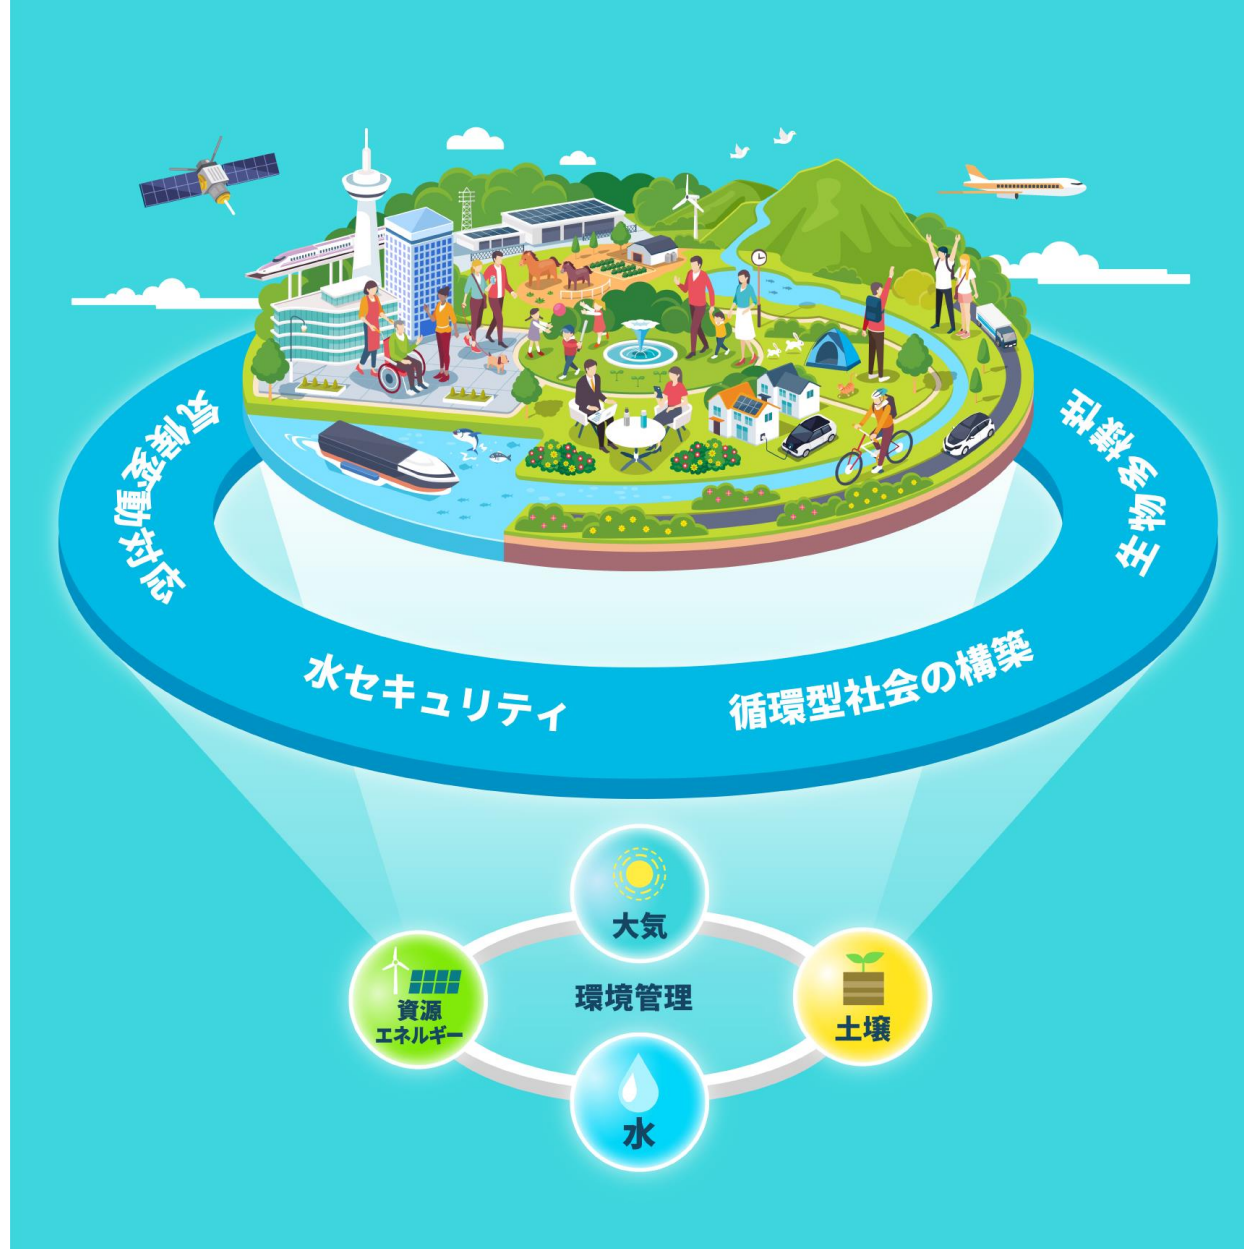 気候変動対応
水セキュリティ
循環型社会の構築
生物多様性
大気
資源
エネルギー
環境管理
土壌
水